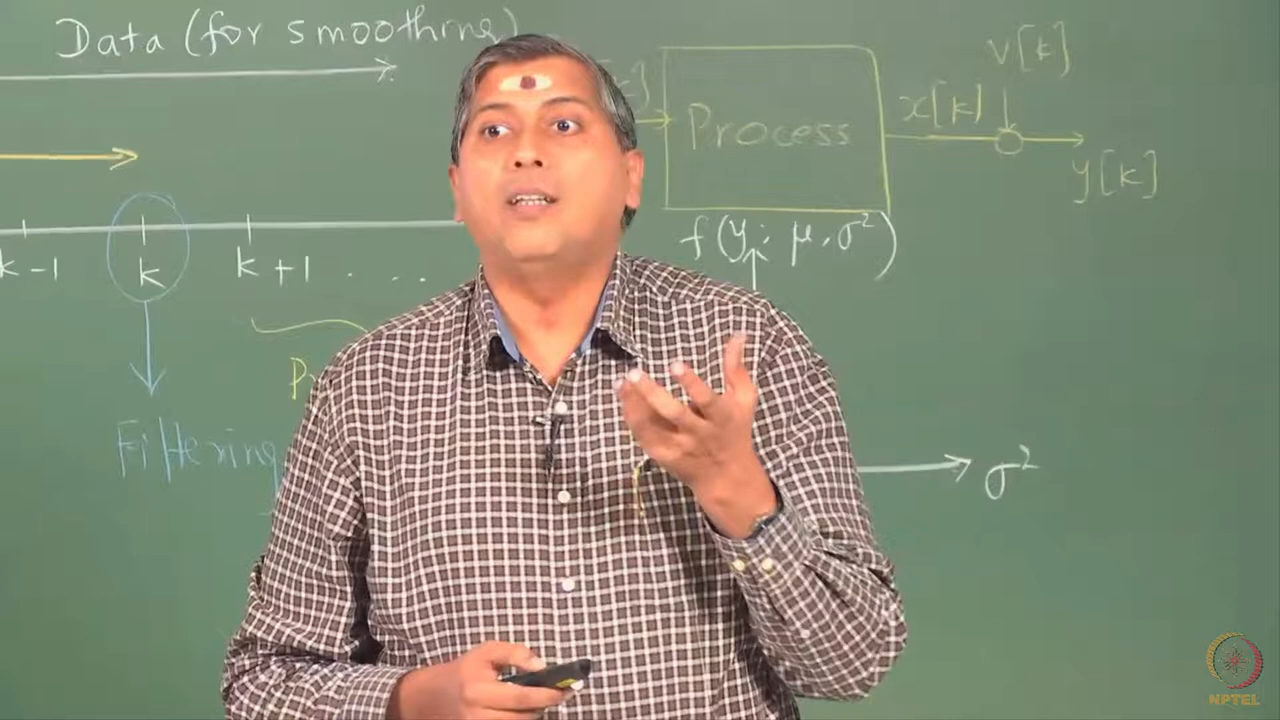 Data (for smoothing)
v[k]
x[k]
Process
y[k]
f(y; μ, σ²)
k-1 k k+1 . . . .
Filtering
σ²
NPTEL